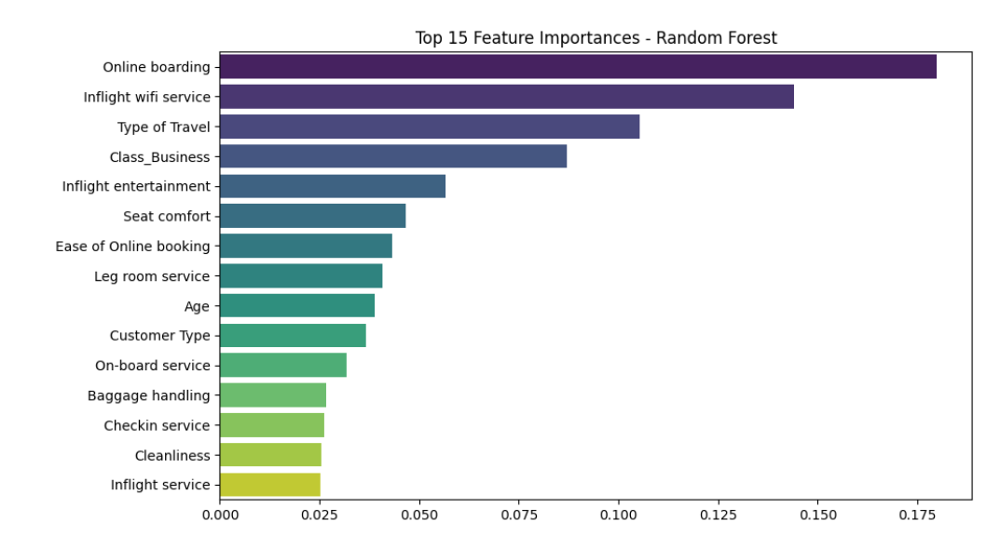 Top 15 Feature Importances - Random Forest
Online boarding
Inflight wifi service
Type of Travel
Class_Business
Inflight entertainment
Seat comfort
Ease of Online booking
Leg room service
Age
Customer Type
On-board service
Baggage handling
Checkin service
Cleanliness
Inflight service
0.000 0.025 0.050 0.075 0.100 0.125 0.150 0.175